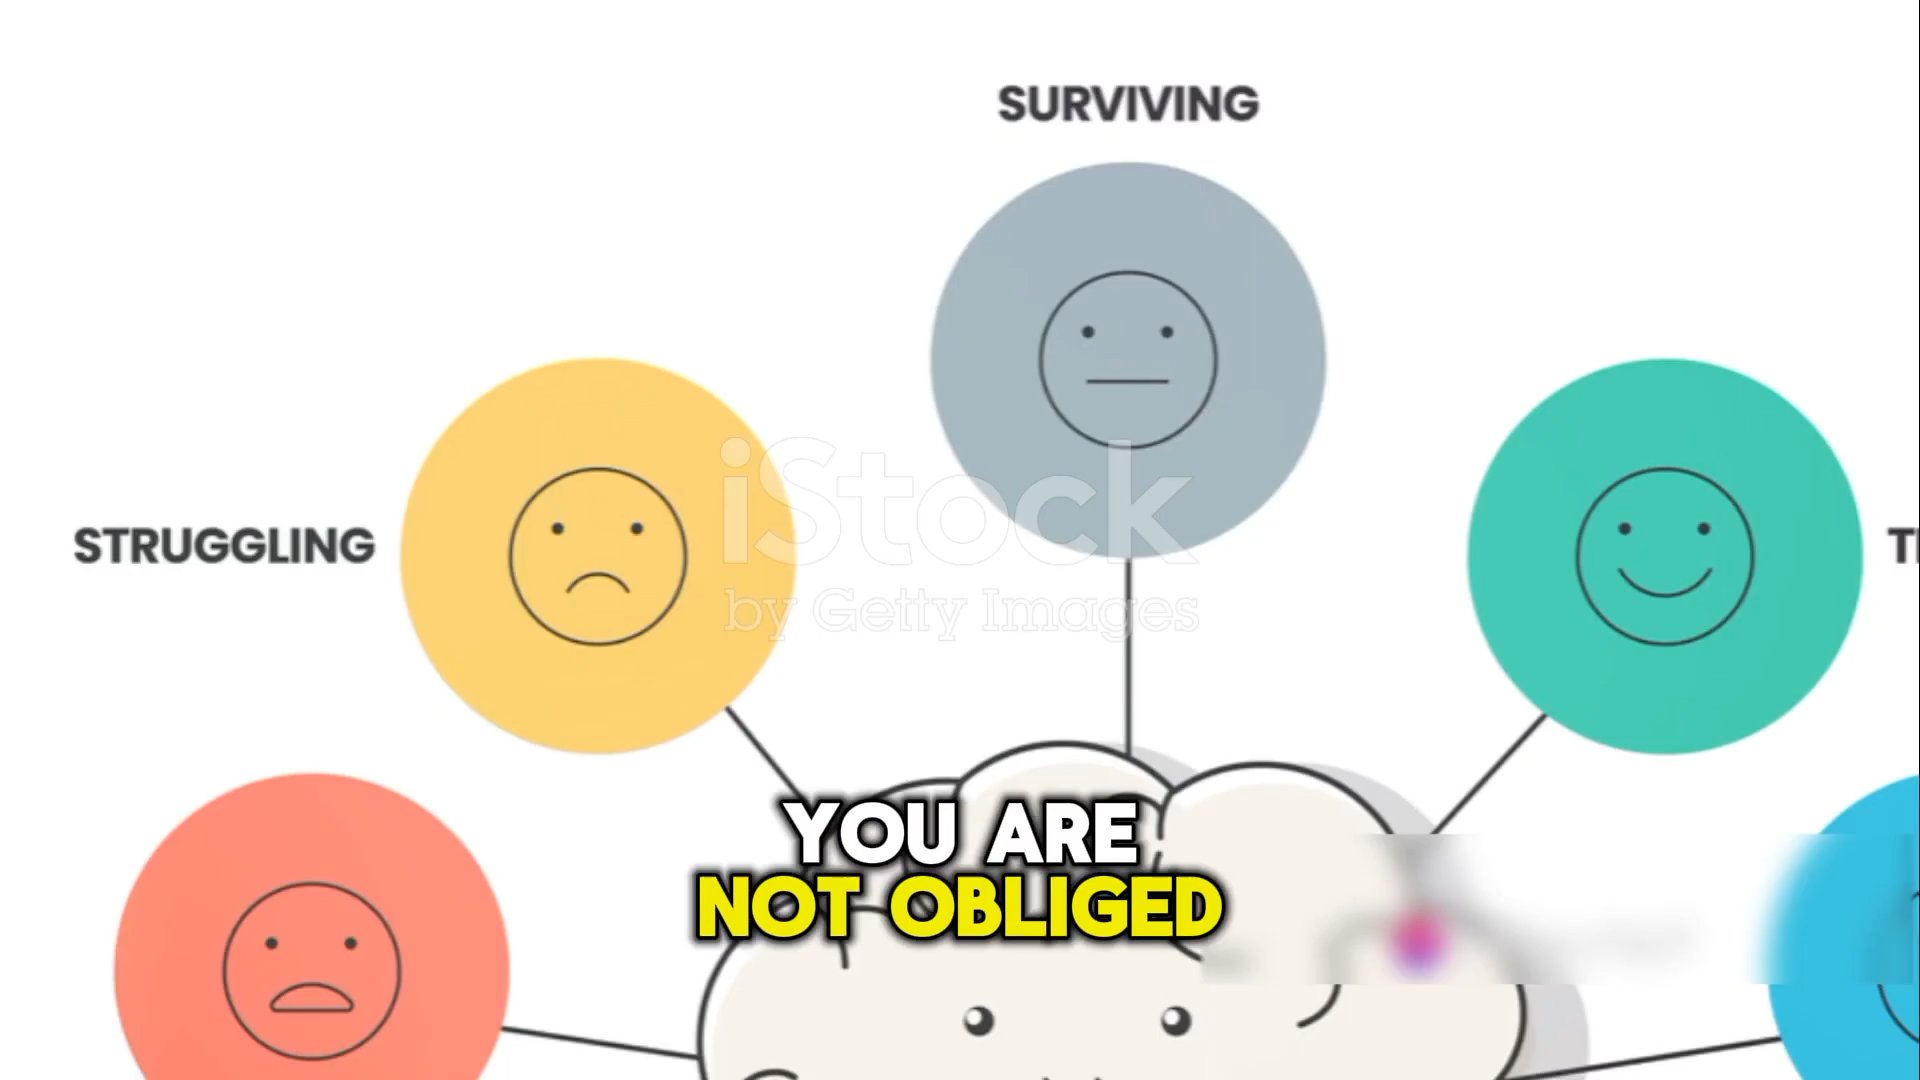 SURVIVING
STRUGGLING
iStock
by Getty Images
YOU ARE
NOT OBLIGED